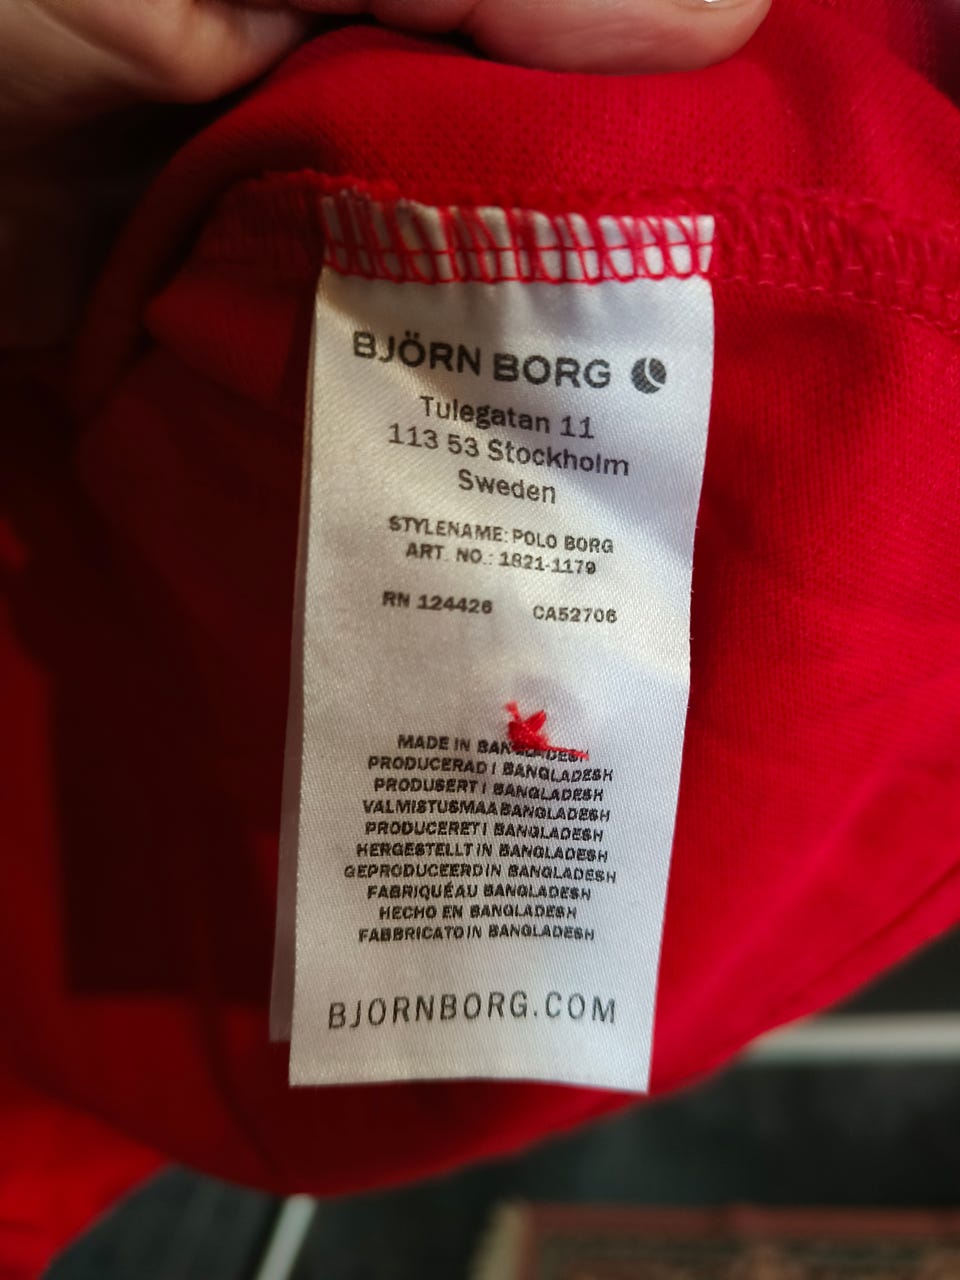 BJÖRN BORG
Tulegatan 11
113 53 Stockholm
Sweden
STYLENAME: POLO BORG
ART. NO.: 1821-1179
RN 124426 CA52706
MADE IN BANGLADESH
PRODUCERAD I BANGLADESH
PRODUSERT I BANGLADESH
VALMISTUSMAA BANGLADESH
PRODUCERET I BANGLADESH
HERGESTELLT IN BANGLADESH
GEPRODUCEERD IN BANGLADESH
FABRIQUÉ AU BANGLADESH
HECHO EN BANGLADESH
FABBRICATO IN BANGLADESH
BJORNBORG.COM